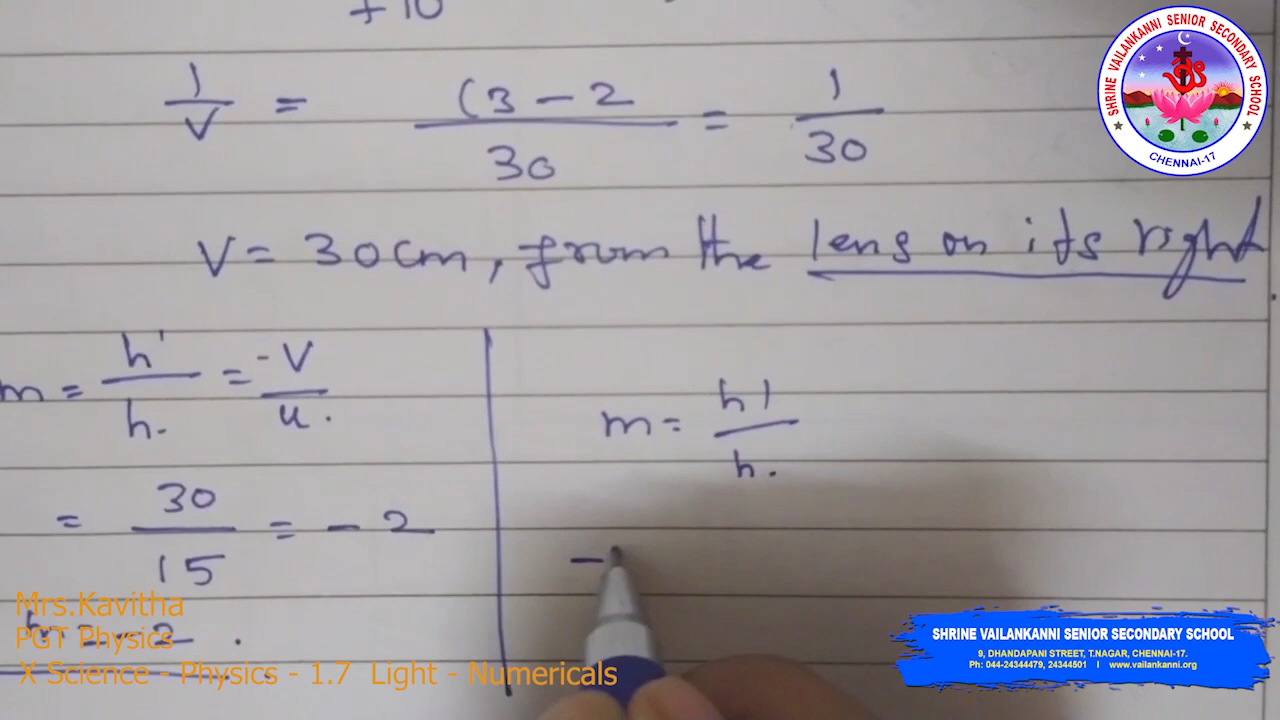 +10
1/V = (3 - 2/30 = 1/30
V = 30cm, from the lens on its right
m = h'/h. = -V/u.
= 30/15 = - 2
m = - 2 .
m = h'/h.
-
SHRINE VAILANKANNI SENIOR SECONDARY SCHOOL
CHENNAI-17
Mrs.Kavitha
PGT Physics
X Science - Physics - 1.7 Light - Numericals
SHRINE VAILANKANNI SENIOR SECONDARY SCHOOL
9, DHANDAPANI STREET, T.NAGAR, CHENNAI-17.
Ph: 044-24344479, 24344501 | www.vailankanni.org